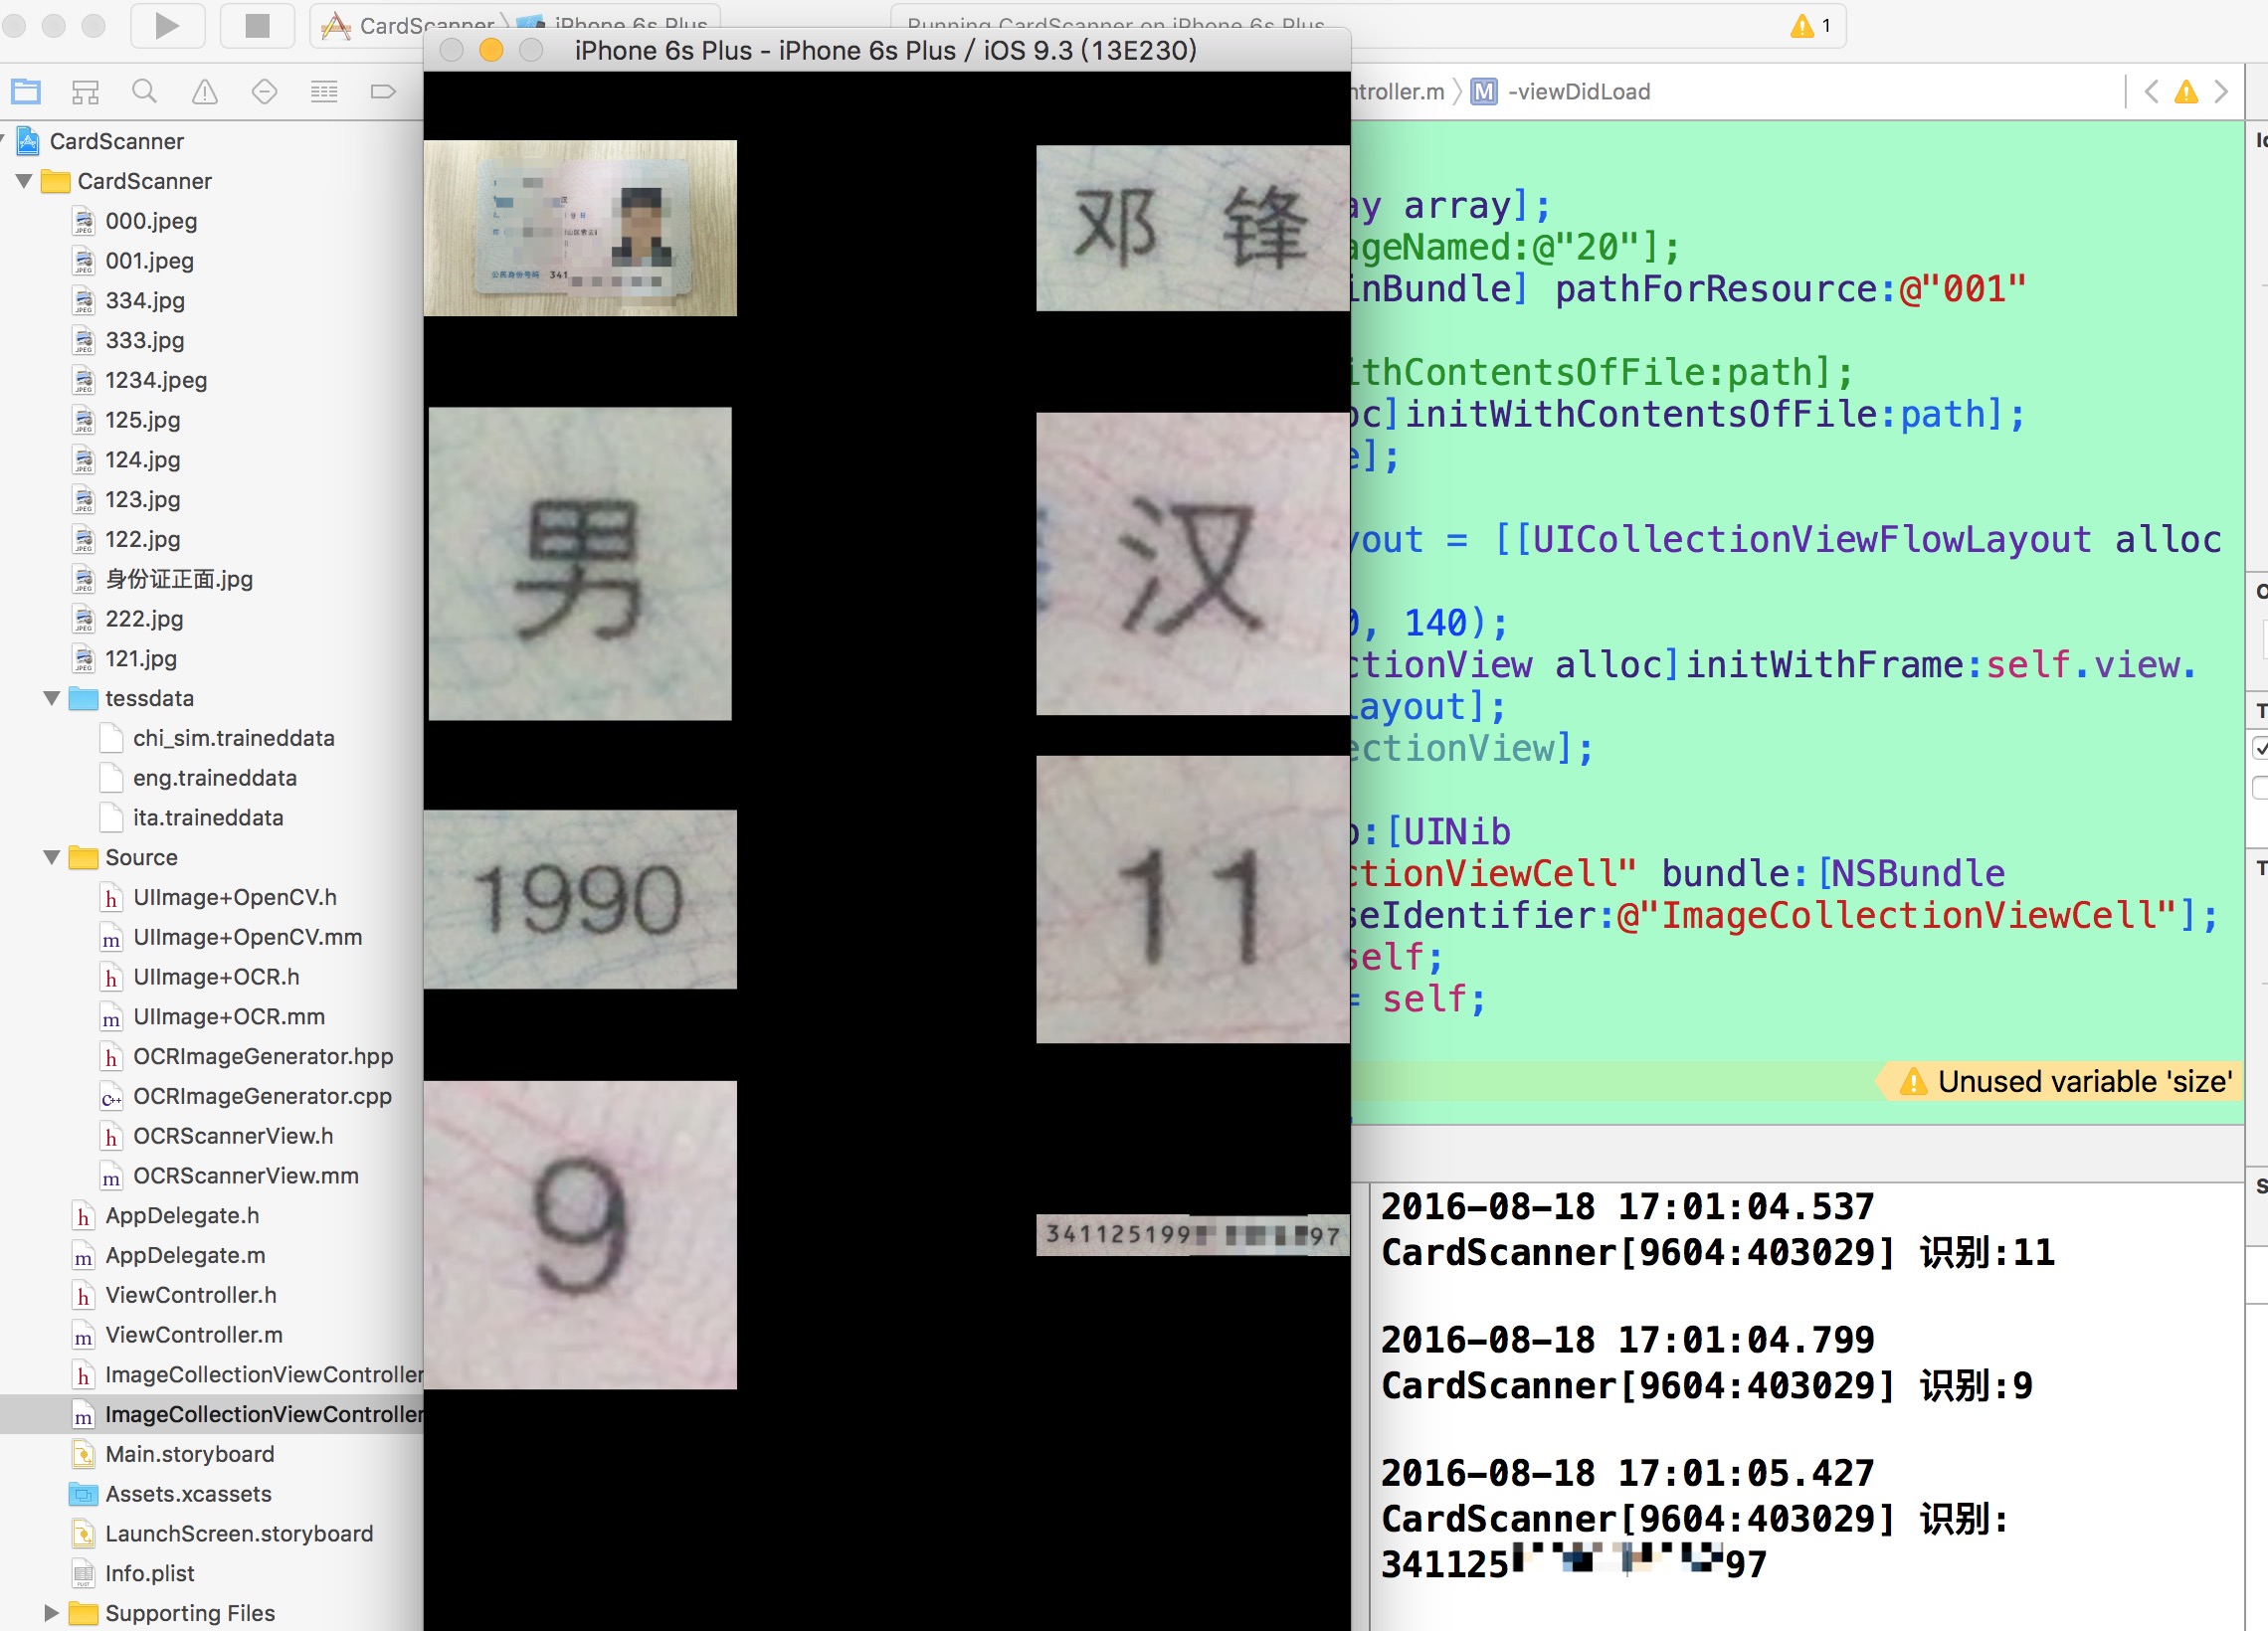 CardScanner
iPhone 6s Plus
Running CardScanner on iPhone 6s Plus
1
iPhone 6s Plus - iPhone 6s Plus / iOS 9.3 (13E230)
ntroller.m
M
-viewDidLoad
CardScanner
CardScanner
000.jpeg
001.jpeg
334.jpg
333.jpg
1234.jpeg
125.jpg
124.jpg
123.jpg
122.jpg
身份证正面.jpg
222.jpg
121.jpg
tessdata
chi_sim.traineddata
eng.traineddata
ita.traineddata
Source
UIImage+OpenCV.h
UIImage+OpenCV.mm
UIImage+OCR.h
UIImage+OCR.mm
OCRImageGenerator.hpp
OCRImageGenerator.cpp
OCRScannerView.h
OCRScannerView.mm
AppDelegate.h
AppDelegate.m
ViewController.h
ViewController.m
ImageCollectionViewController
ImageCollectionViewController
Main.storyboard
Assets.xcassets
LaunchScreen.storyboard
Info.plist
Supporting Files
汉
公民身份号码 341
邓 锋
男
汉
1990
11
9
341125199 97
ay array];
ageNamed:@"20"];
inBundle] pathForResource:@"001"
ithContentsOfFile:path];
oc]initWithContentsOfFile:path];
e];
yout = [[UICollectionViewFlowLayout alloc
0, 140);
ctionView alloc]initWithFrame:self.view.
Layout];
ectionView];
b:[UINib
ctionViewCell" bundle:[NSBundle
seIdentifier:@"ImageCollectionViewCell"];
self;
= self;
Unused variable 'size'
2016-08-18 17:01:04.537
CardScanner[9604:403029] 识别:11
2016-08-18 17:01:04.799
CardScanner[9604:403029] 识别:9
2016-08-18 17:01:05.427
CardScanner[9604:403029] 识别:
341125 97